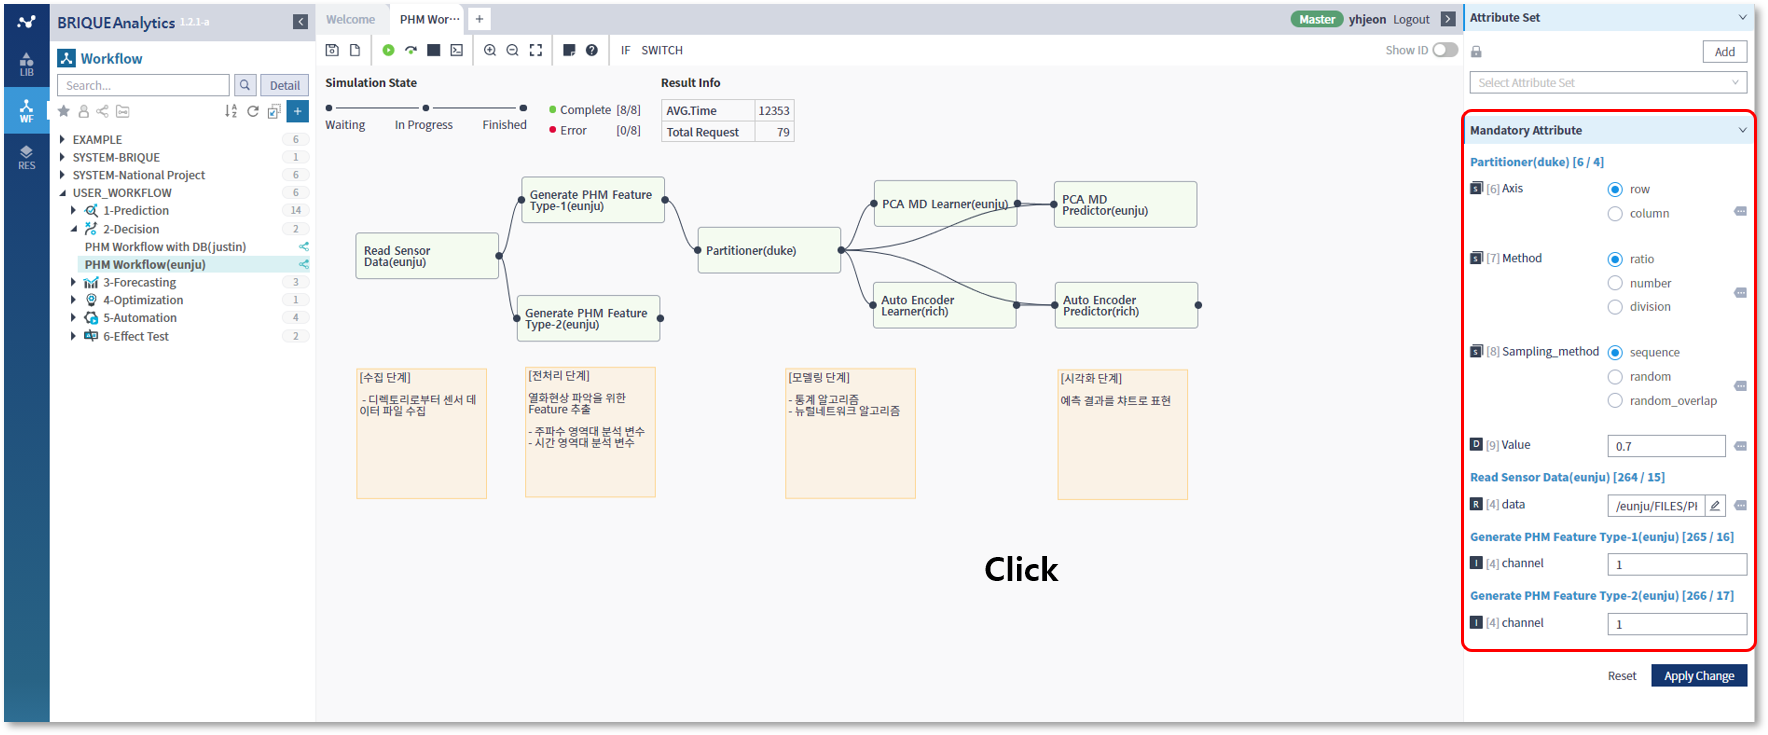 BRIQUE Analytics 1.2.1-a
Welcome
PHM Wor···
+
Master yhjeon Logout
Attribute Set
LIB
WF
RES
Workflow
Search...
Detail
IF SWITCH
Show ID
Add
Select Attribute Set
EXAMPLE 6
SYSTEM-BRIQUE 1
SYSTEM-National Project 6
USER_WORKFLOW 6
1-Prediction 14
2-Decision 2
PHM Workflow with DB(justin)
PHM Workflow(eunju)
3-Forecasting 3
4-Optimization 1
5-Automation 4
6-Effect Test 2
Simulation State
Waiting
In Progress
Finished
Complete [8/8]
Error [0/8]
Result Info
AVG.Time 12353
Total Request 79
Read Sensor
Data(eunju)
Generate PHM Feature
Type-1(eunju)
Generate PHM Feature
Type-2(eunju)
Partitioner(duke)
PCA MD Learner(eunju)
PCA MD
Predictor(eunju)
Auto Encoder
Learner(rich)
Auto Encoder
Predictor(rich)
[수집 단계]
- 디렉토리로부터 센서 데
이터 파일 수집
[전처리 단계]
열화현상 파악을 위한
Feature 추출
- 주파수 영역대 분석 변수
- 시간 영역대 분석 변수
[모델링 단계]
- 통계 알고리즘
- 뉴럴네트워크 알고리즘
[시각화 단계]
예측 결과를 챠트로 표현
Click
Mandatory Attribute
Partitioner(duke) [6 / 4]
S [6] Axis
row
column
S [7] Method
ratio
number
division
S [8] Sampling_method
sequence
random
random_overlap
D [9] Value 0.7
Read Sensor Data(eunju) [264 / 15]
R [4] data /eunju/FILES/PI
Generate PHM Feature Type-1(eunju) [265 / 16]
I [4] channel 1
Generate PHM Feature Type-2(eunju) [266 / 17]
I [4] channel 1
Reset
Apply Change